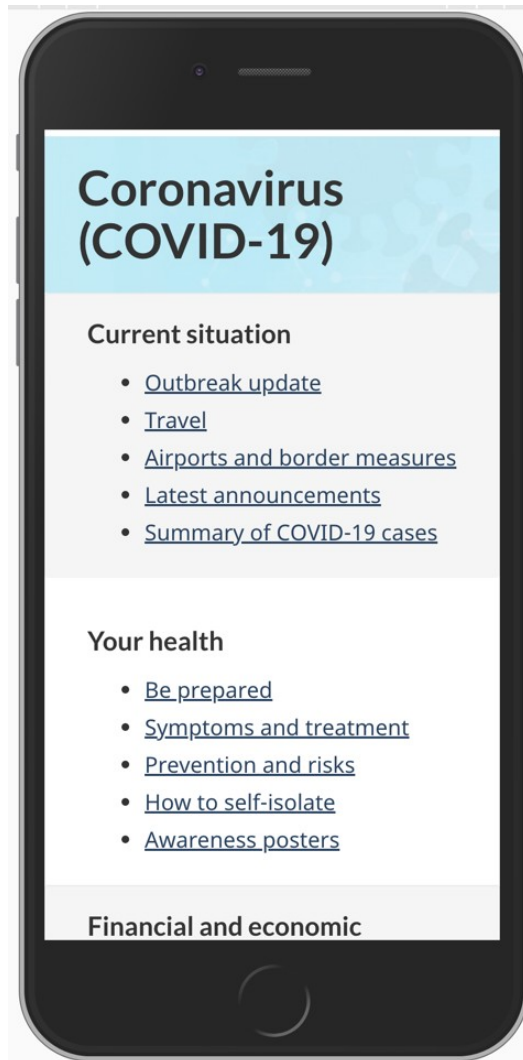 Coronavirus
(COVID-19)
Current situation
• Outbreak update
• Travel
• Airports and border measures
• Latest announcements
• Summary of COVID-19 cases
Your health
• Be prepared
• Symptoms and treatment
• Prevention and risks
• How to self-isolate
• Awareness posters
Financial and economic